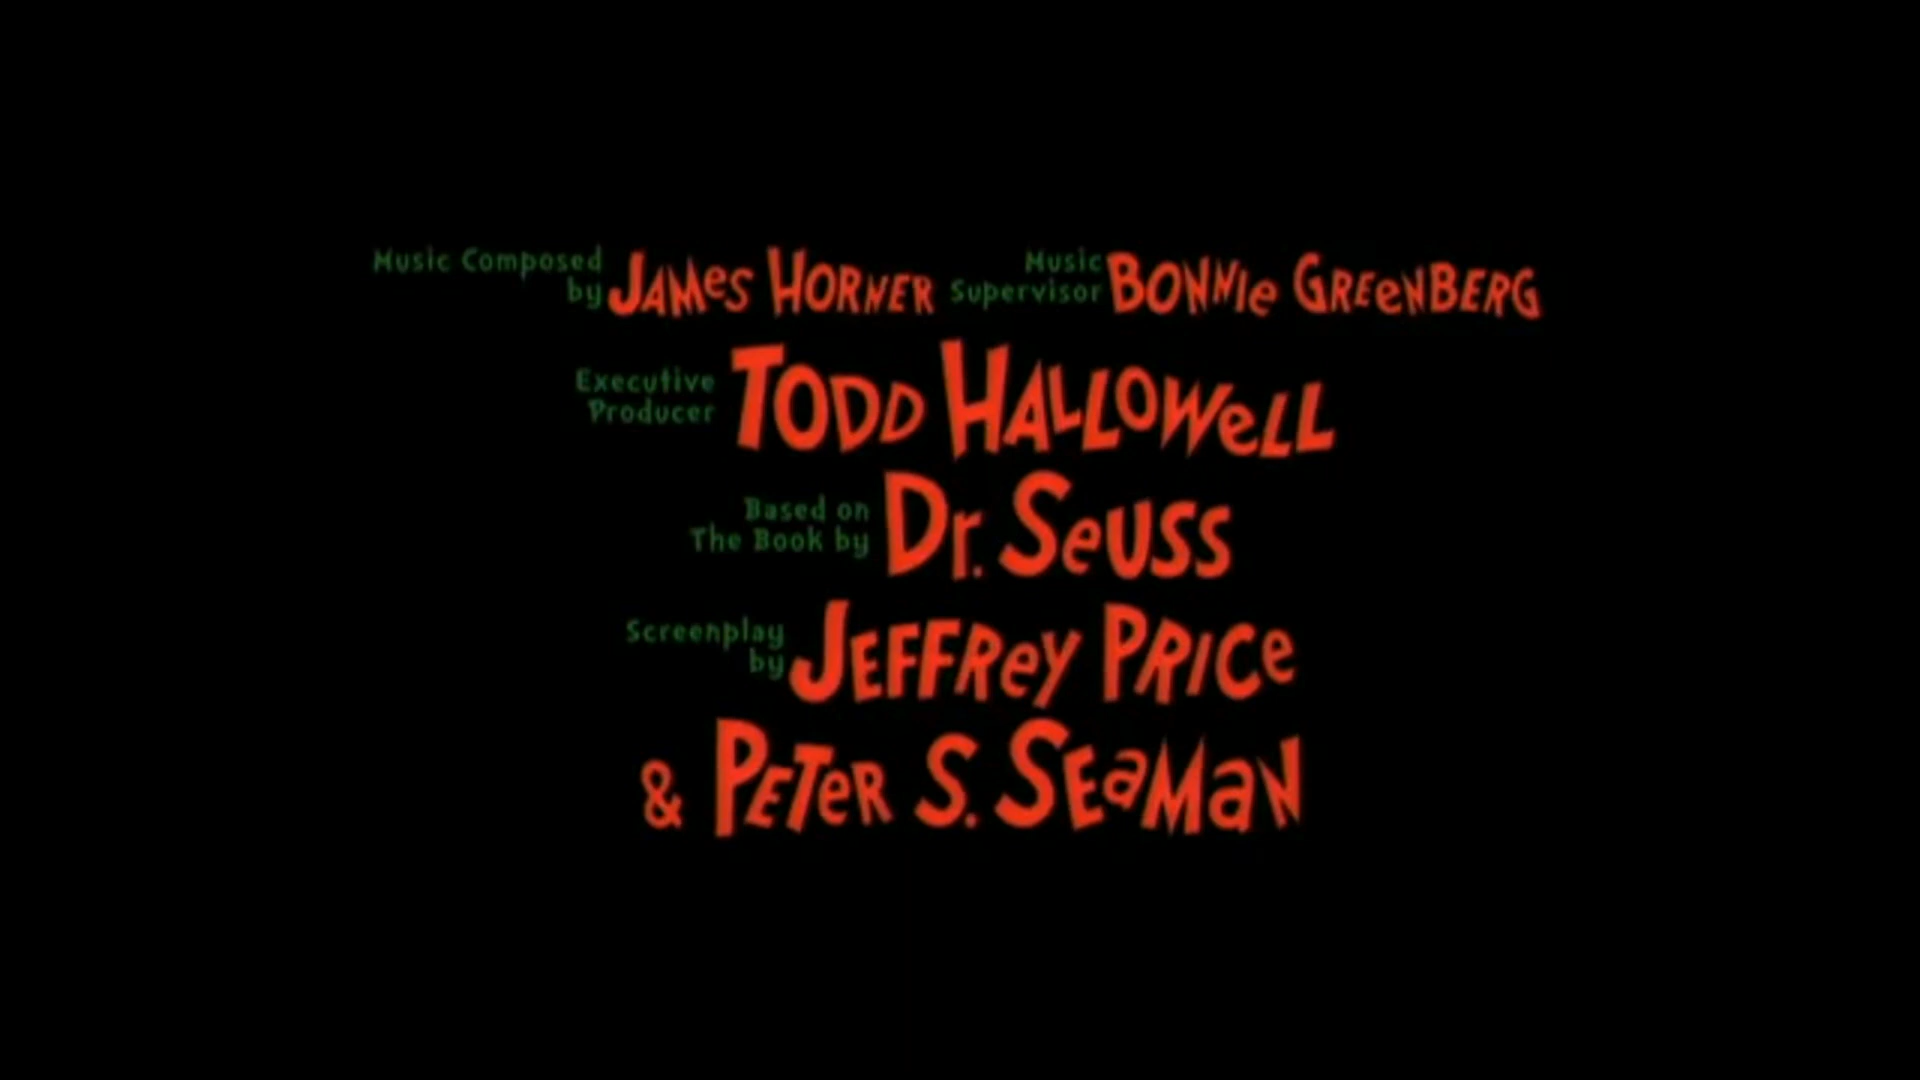 Music Composed by JAMes HORNER Music Supervisor BONNIe GREeNBERG
Executive Producer TODD HALLOWeLL
Based on The Book by Dr. SeUSS
Screenplay by JEFFRey PRICe
& PETeR S. SEaMaN